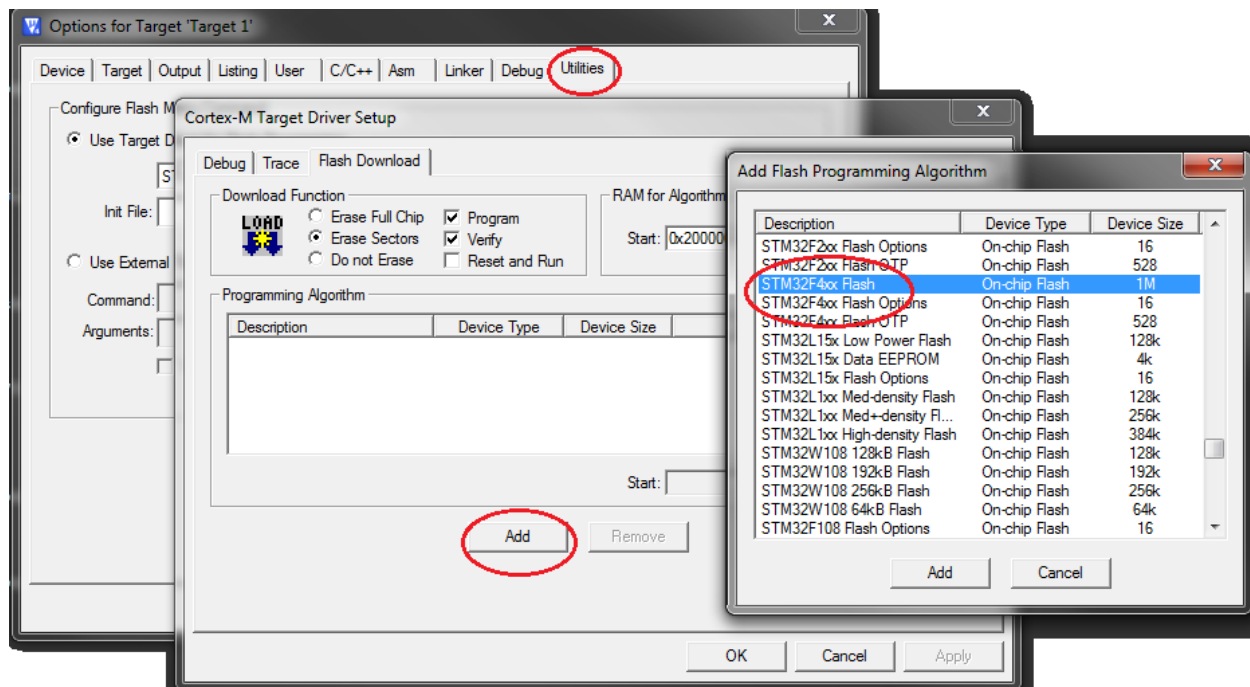 Options for Target 'Target 1'
Device Target Output Listing User C/C++ Asm Linker Debug Utilities
Configure Flash M
Use Target D
ST
Init File:
Use External
Command:
Arguments:
Cortex-M Target Driver Setup
Debug Trace Flash Download
Download Function
LOAD
Erase Full Chip Program
Erase Sectors Verify
Do not Erase Reset and Run
RAM for Algorithm
Start: 0x20000
Programming Algorithm
Description Device Type Device Size
Start:
Add Remove
OK Cancel Apply
Add Flash Programming Algorithm
Description Device Type Device Size
STM32F2xx Flash Options On-chip Flash 16
STM32F2xx Flash OTP On-chip Flash 528
STM32F4xx Flash On-chip Flash 1M
STM32F4xx Flash Options On-chip Flash 16
STM32F4xx Flash OTP On-chip Flash 528
STM32L15x Low Power Flash On-chip Flash 128k
STM32L15x Data EEPROM On-chip Flash 4k
STM32L15x Flash Options On-chip Flash 16
STM32L1xx Med-density Flash On-chip Flash 128k
STM32L1xx Med+-density Fl... On-chip Flash 256k
STM32L1xx High-density Flash On-chip Flash 384k
STM32W108 128kB Flash On-chip Flash 128k
STM32W108 192kB Flash On-chip Flash 192k
STM32W108 256kB Flash On-chip Flash 256k
STM32W108 64kB Flash On-chip Flash 64k
STM32F108 Flash Options On-chip Flash 16
Add Cancel